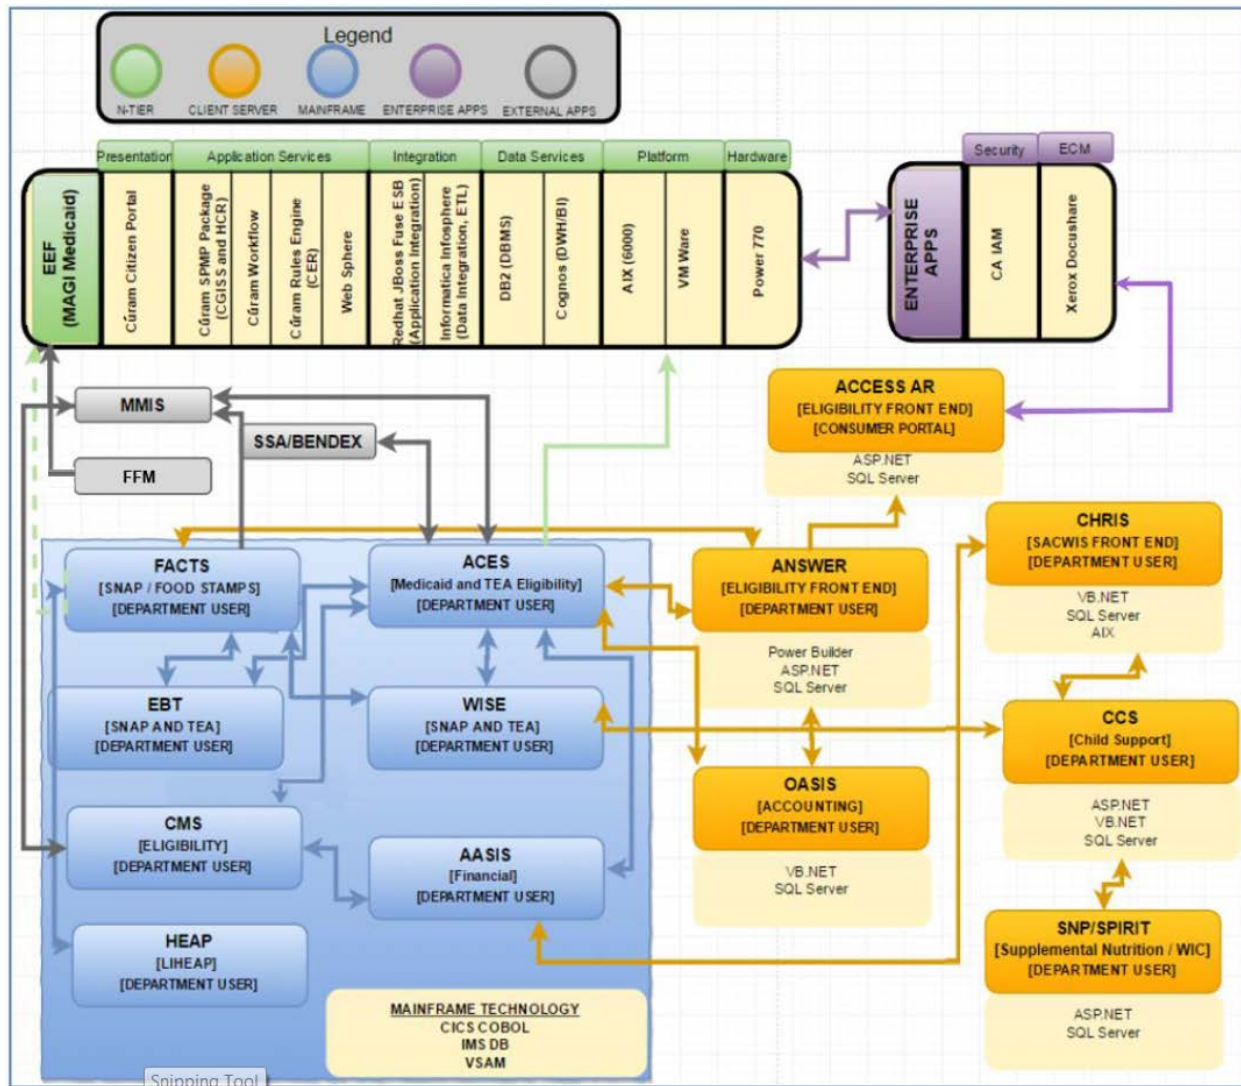 Legend
N-TIER
CLIENT SERVER
MAINFRAME
ENTERPRISE APPS
EXTERNAL APPS
Presentation
Application Services
Integration
Data Services
Platform
Hardware
EEF
(MAGI Medicaid)
Cúram Citizen Portal
Cúram SPMP Package
(CGISS and HCR)
Cúram Workflow
Cúram Rules Engine
(CER)
Web Sphere
Redhat JBoss Fuse ESB
(Application Integration)
Informatica Infosphere
(Data Integration, ETL)
DB2 (DBMS)
Cognos (DWH/BI)
AIX (6000)
VM Ware
Power 770
Security
ECM
ENTERPRISE
APPS
CA IAM
Xerox Docushare
MMIS
SSA/BENDEX
FFM
ACCESS AR
[ELIGIBILITY FRONT END]
[CONSUMER PORTAL]
ASP.NET
SQL Server
FACTS
[SNAP / FOOD STAMPS]
[DEPARTMENT USER]
ACES
[Medicaid and TEA Eligibility]
[DEPARTMENT USER]
ANSWER
[ELIGIBILITY FRONT END]
[DEPARTMENT USER]
Power Builder
ASP.NET
SQL Server
CHRIS
[SACWIS FRONT END]
[DEPARTMENT USER]
VB.NET
SQL Server
AIX
EBT
[SNAP AND TEA]
[DEPARTMENT USER]
WISE
[SNAP AND TEA]
[DEPARTMENT USER]
CCS
[Child Support]
[DEPARTMENT USER]
ASP.NET
VB.NET
SQL Server
OASIS
[ACCOUNTING]
[DEPARTMENT USER]
VB.NET
SQL Server
CMS
[ELIGIBILITY]
[DEPARTMENT USER]
AASIS
[Financial]
[DEPARTMENT USER]
HEAP
[LIHEAP]
[DEPARTMENT USER]
SNP/SPIRIT
[Supplemental Nutrition / WIC]
[DEPARTMENT USER]
ASP.NET
SQL Server
MAINFRAME TECHNOLOGY
CICS COBOL
IMS DB
VSAM
Snipping Tool